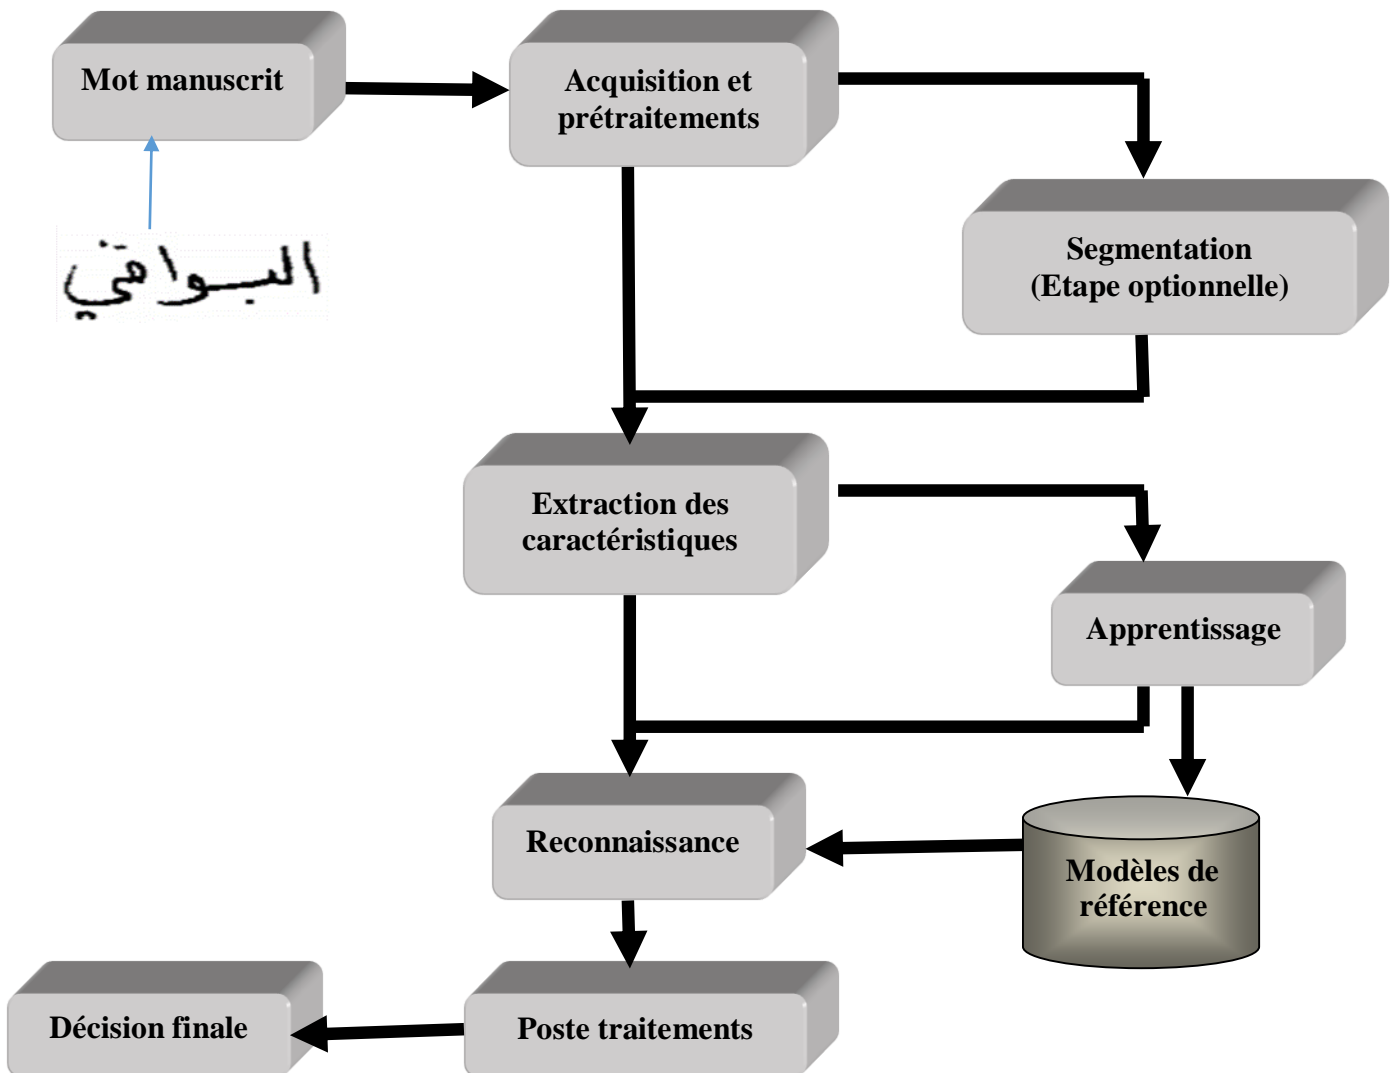 Mot manuscrit
Acquisition et
prétraitements
البواقي
Segmentation
(Etape optionnelle)
Extraction des
caractéristiques
Apprentissage
Reconnaissance
Modèles de
référence
Décision finale
Poste traitements